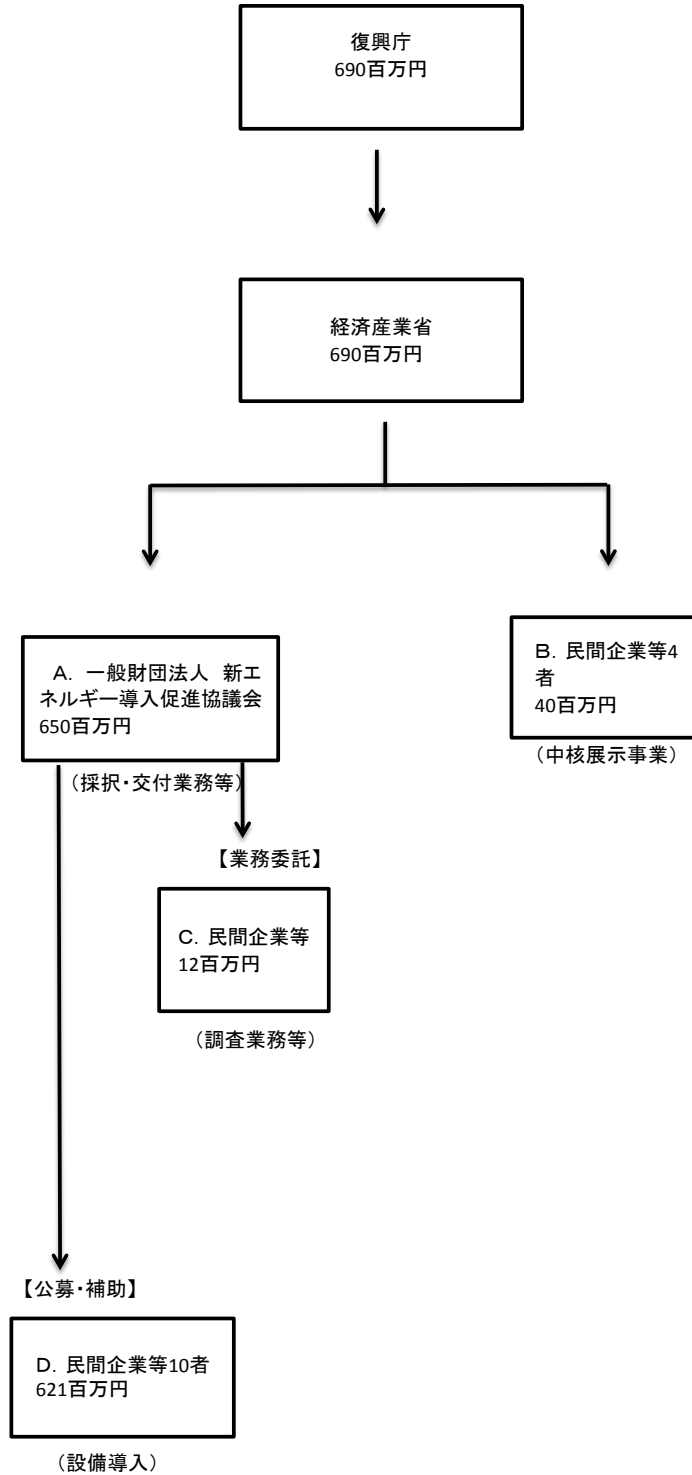 復興庁
690百万円
経済産業省
690百万円
A. 一般財団法人 新エ
ネルギー導入促進協議会
650百万円
(採択・交付業務等)
B. 民間企業等4
者
40百万円
(中核展示事業)
【業務委託】
C. 民間企業等
12百万円
(調査業務等)
【公募・補助】
D. 民間企業等10者
621百万円
(設備導入)